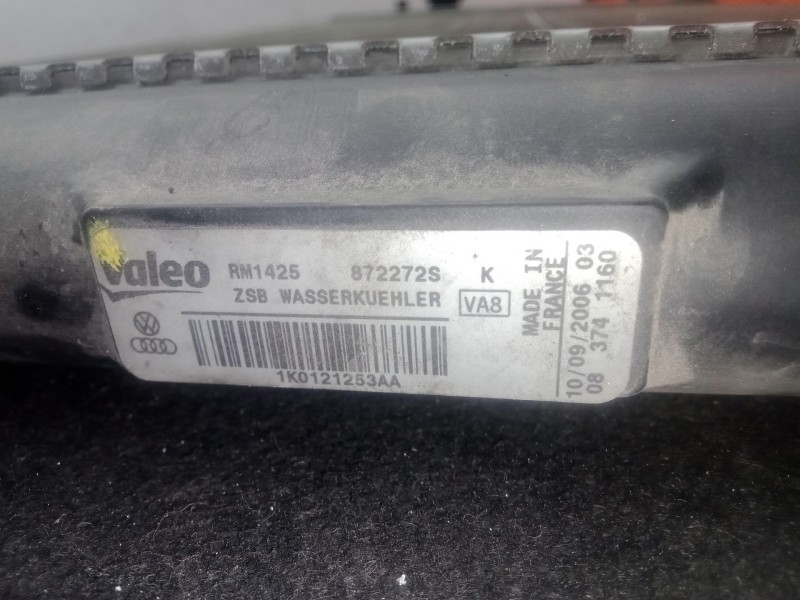 Valeo RM1425 872272S K
ZSB WASSERKUEHLER VA8
1K0121253AA
MADE IN
FRANCE
10/09/2006 03
08 374 1160